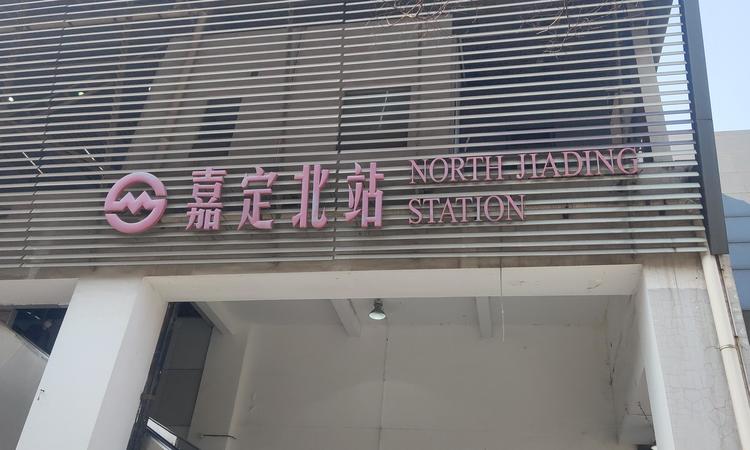 嘉定北站
NORTH JIADING
STATION